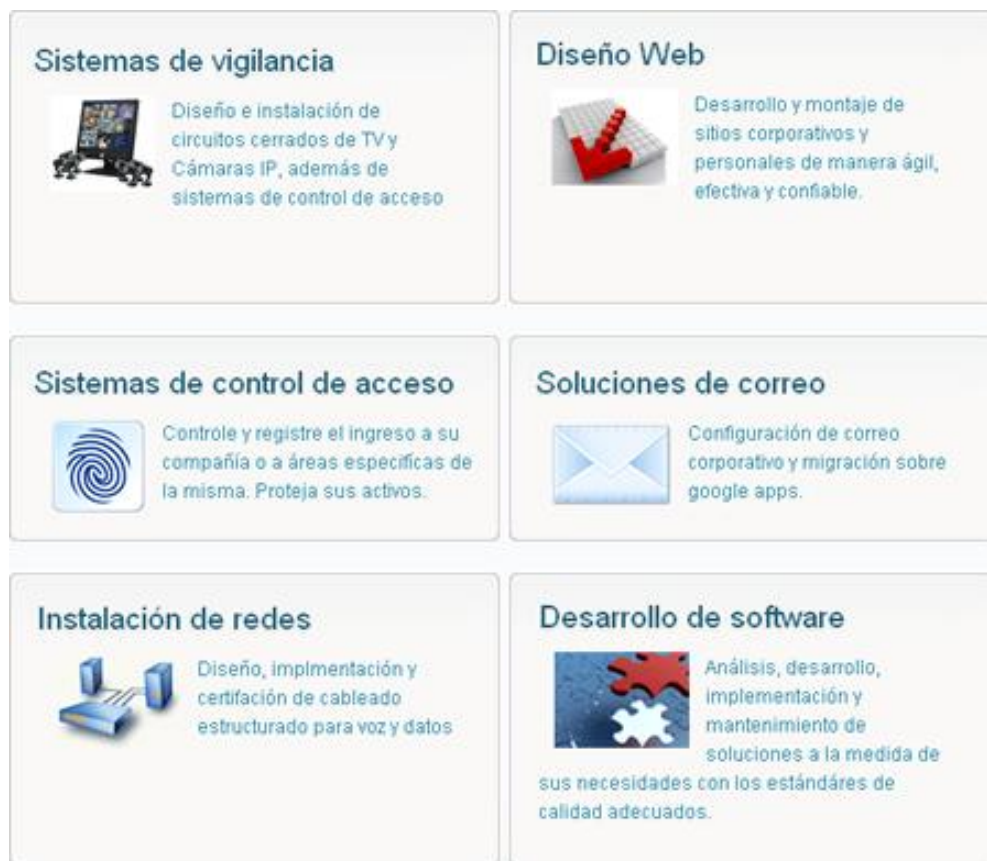 Sistemas de vigilancia
Diseño e instalación de
circuitos cerrados de TV y
Cámaras IP, además de
sistemas de control de acceso
Diseño Web
Desarrollo y montaje de
sitios corporativos y
personales de manera ágil,
efectiva y confiable.
Sistemas de control de acceso
Controle y registre el ingreso a su
compañía o a áreas especificas de
la misma. Proteja sus activos.
Soluciones de correo
Configuración de correo
corporativo y migración sobre
google apps.
Instalación de redes
Diseño, implmentación y
certifación de cableado
estructurado para voz y datos
Desarrollo de software
Análisis, desarrollo,
implementación y
mantenimiento de
soluciones a la medida de
sus necesidades con los estándáres de
calidad adecuados.